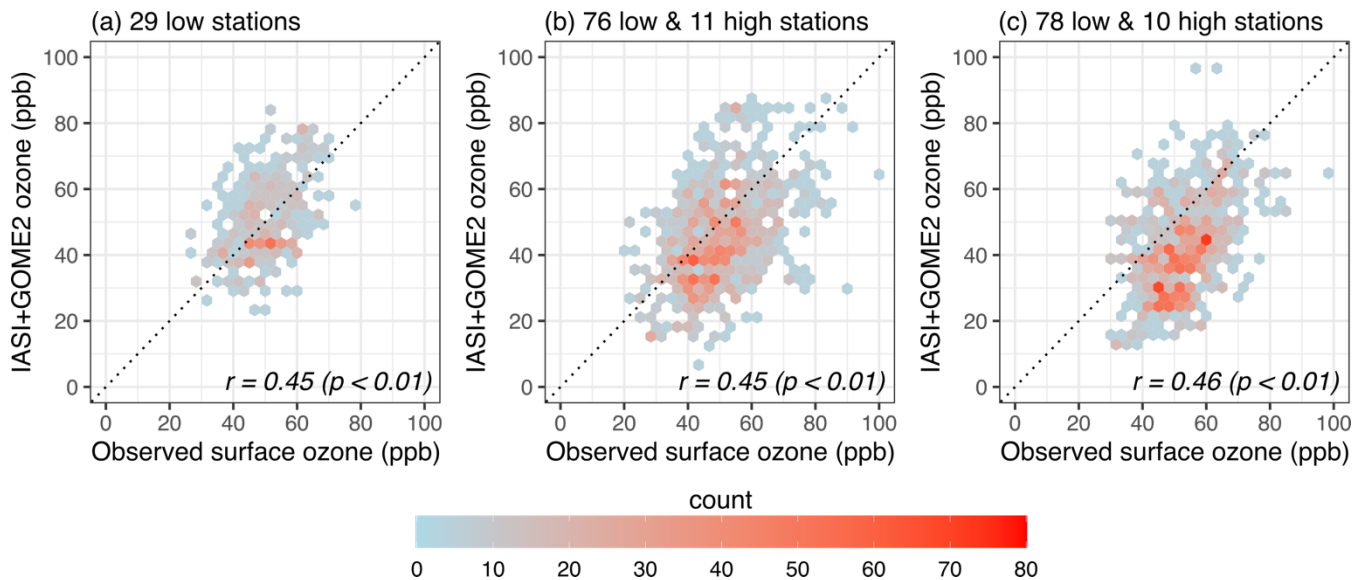 (a) 29 low stations
IASI+GOME2 ozone (ppb)
100
80
60
40
20
0
r = 0.45 (p < 0.01)
0 20 40 60 80 100
Observed surface ozone (ppb)
(b) 76 low & 11 high stations
IASI+GOME2 ozone (ppb)
100
80
60
40
20
0
r = 0.45 (p < 0.01)
0 20 40 60 80 100
Observed surface ozone (ppb)
(c) 78 low & 10 high stations
IASI+GOME2 ozone (ppb)
100
80
60
40
20
0
r = 0.46 (p < 0.01)
0 20 40 60 80 100
Observed surface ozone (ppb)
count
0 10 20 30 40 50 60 70 80